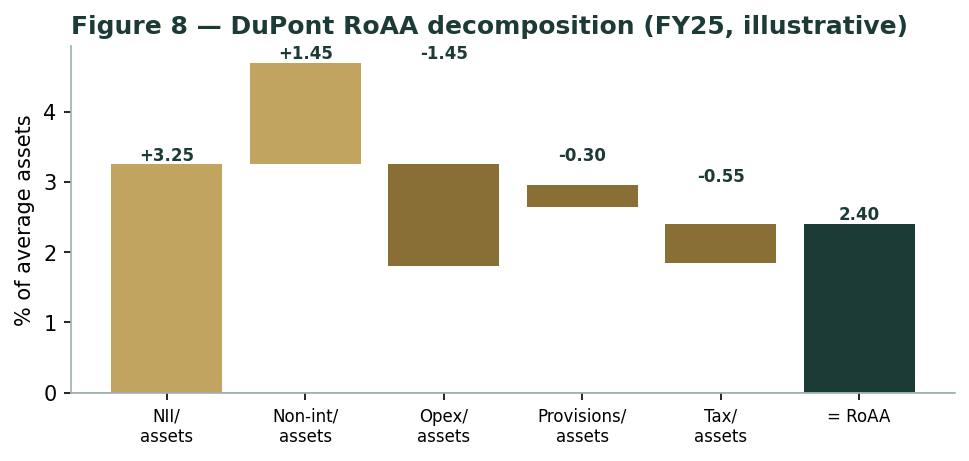 Figure 8 — DuPont RoAA decomposition (FY25, illustrative)
% of average assets
4
3
2
1
0
+3.25
+1.45
-1.45
-0.30
-0.55
2.40
NII/
assets
Non-int/
assets
Opex/
assets
Provisions/
assets
Tax/
assets
= RoAA